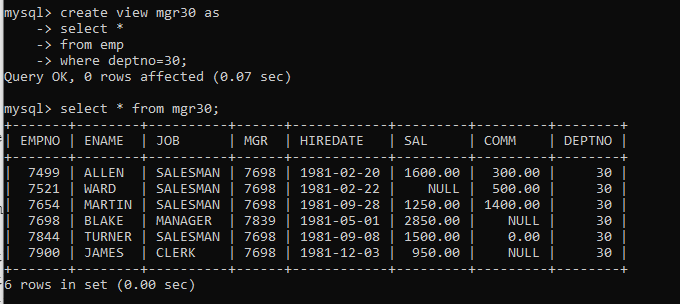 mysql> create view mgr30 as
    -> select *
    -> from emp
    -> where deptno=30;
Query OK, 0 rows affected (0.07 sec)

mysql> select * from mgr30;
+-------+--------+----------+------+------------+---------+---------+--------+
| EMPNO | ENAME  | JOB      | MGR  | HIREDATE   | SAL     | COMM    | DEPTNO |
+-------+--------+----------+------+------------+---------+---------+--------+
|  7499 | ALLEN  | SALESMAN | 7698 | 1981-02-20 | 1600.00 |  300.00 |     30 |
|  7521 | WARD   | SALESMAN | 7698 | 1981-02-22 |    NULL |  500.00 |     30 |
|  7654 | MARTIN | SALESMAN | 7698 | 1981-09-28 | 1250.00 | 1400.00 |     30 |
|  7698 | BLAKE  | MANAGER  | 7839 | 1981-05-01 | 2850.00 |    NULL |     30 |
|  7844 | TURNER | SALESMAN | 7698 | 1981-09-08 | 1500.00 |    0.00 |     30 |
|  7900 | JAMES  | CLERK    | 7698 | 1981-12-03 |  950.00 |    NULL |     30 |
+-------+--------+----------+------+------------+---------+---------+--------+
6 rows in set (0.00 sec)